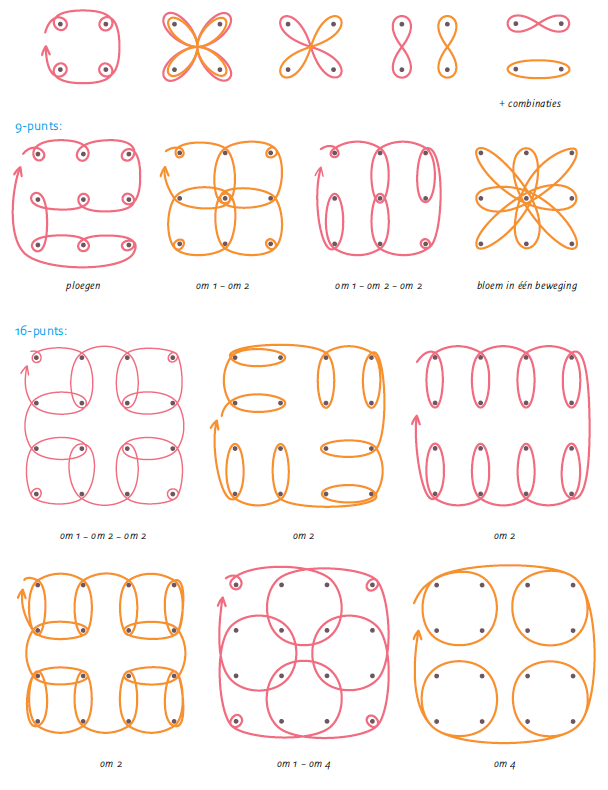 + combinaties
9-punts:
ploegen
om 1 – om 2
om 1 – om 2 – om 2
bloem in één beweging
16-punts:
om 1 – om 2 – om 2
om 2
om 2
om 2
om 1 – om 4
om 4